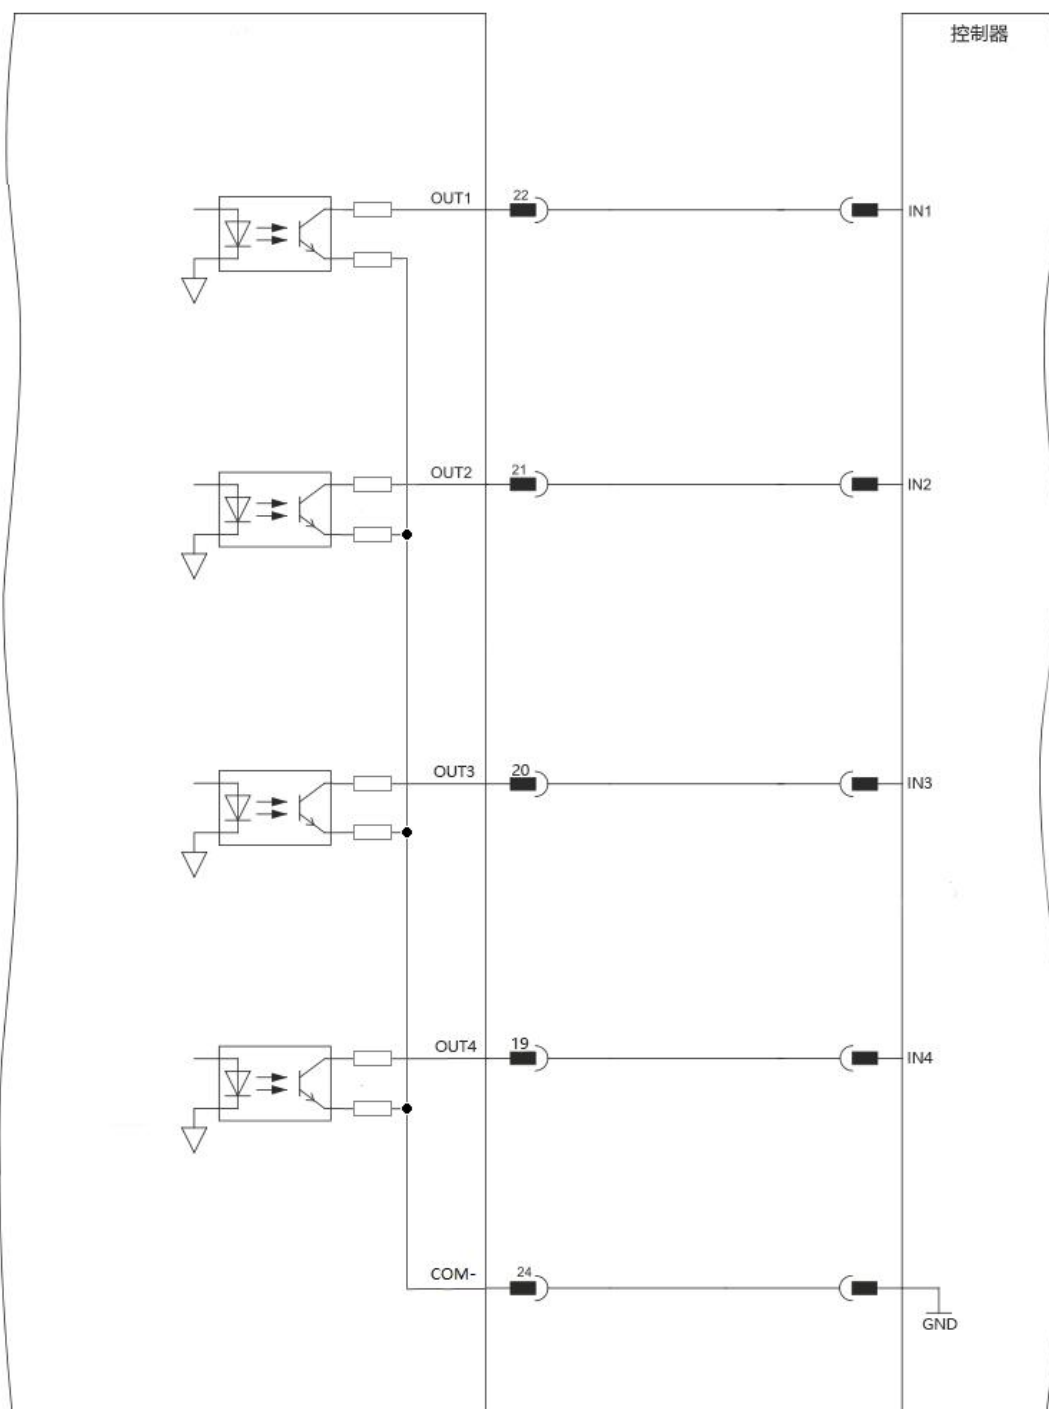 控制器
OUT1
22
IN1
OUT2
21
IN2
OUT3
20
IN3
OUT4
19
IN4
COM-
24
GND